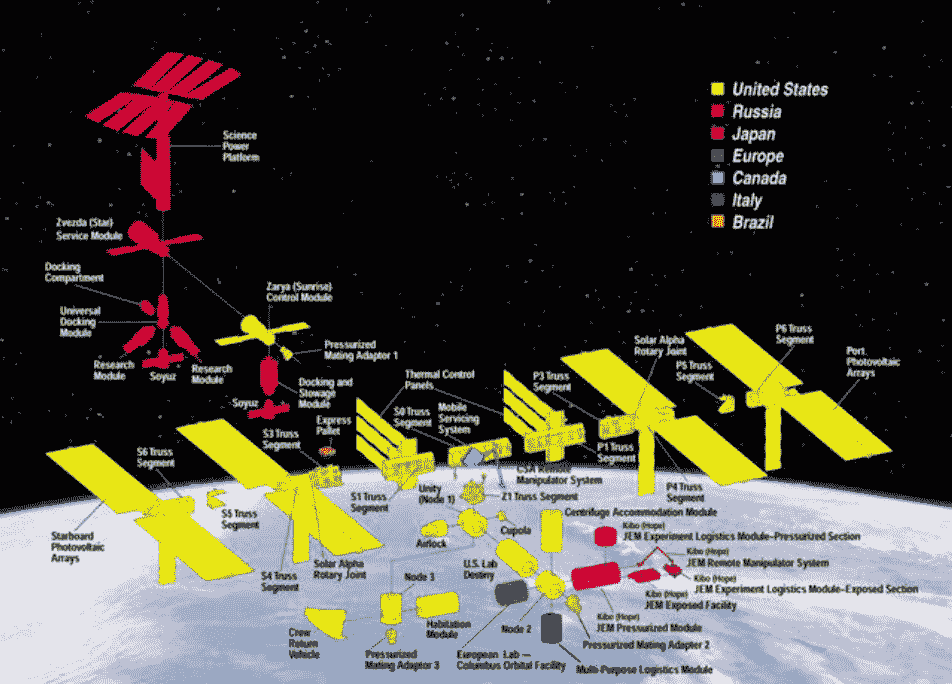 United States
Russia
Japan
Europe
Canada
Italy
Brazil
Science
Power
Platform
Zvezda (Star)
Service Module
Docking
Compartment
Universal
Docking
Module
Research
Module
Soyuz
Research
Module
Zarya (Sunrise)
Control Module
Pressurized
Mating Adaptor 1
Docking and
Stowage
Module
Soyuz
Thermal Control
Panels
S0 Truss
Segment
Mobile
Servicing
System
P3 Truss
Segment
Solar Alpha
Rotary Joint
P5 Truss
Segment
P6 Truss
Segment
Port
Photovoltaic
Arrays
Express
Pallet
S3 Truss
Segment
S6 Truss
Segment
S5 Truss
Segment
S1 Truss
Segment
Unity
(Node 1)
Z1 Truss Segment
CSA Remote
Manipulator System
P1 Truss
Segment
P4 Truss
Segment
Starboard
Photovoltaic
Arrays
S4 Truss
Segment
Solar Alpha
Rotary Joint
Airlock
Cupola
Centrifuge Accommodation Module
Kibo (Hope)
JEM Experiment Logistics Module–Pressurized Section
Kibo (Hope)
JEM Remote Manipulator System
Kibo (Hope)
JEM Experiment Logistics Module–Exposed Section
Kibo (Hope)
JEM Exposed Facility
Kibo (Hope)
JEM Pressurized Module
Pressurized Mating Adaptor 2
U.S. Lab
Destiny
Node 3
Habitation
Module
Crew
Return
Vehicle
Pressurized
Mating Adaptor 3
Node 2
European Lab —
Columbus Orbital Facility
Multi-Purpose Logistics Module